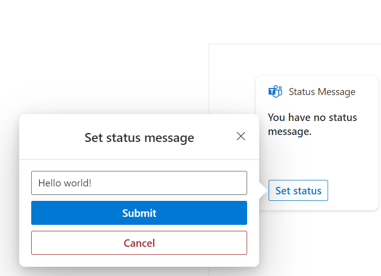 Status Message
You have no status
message.
Set status
Set status message
Hello world!
Submit
Cancel